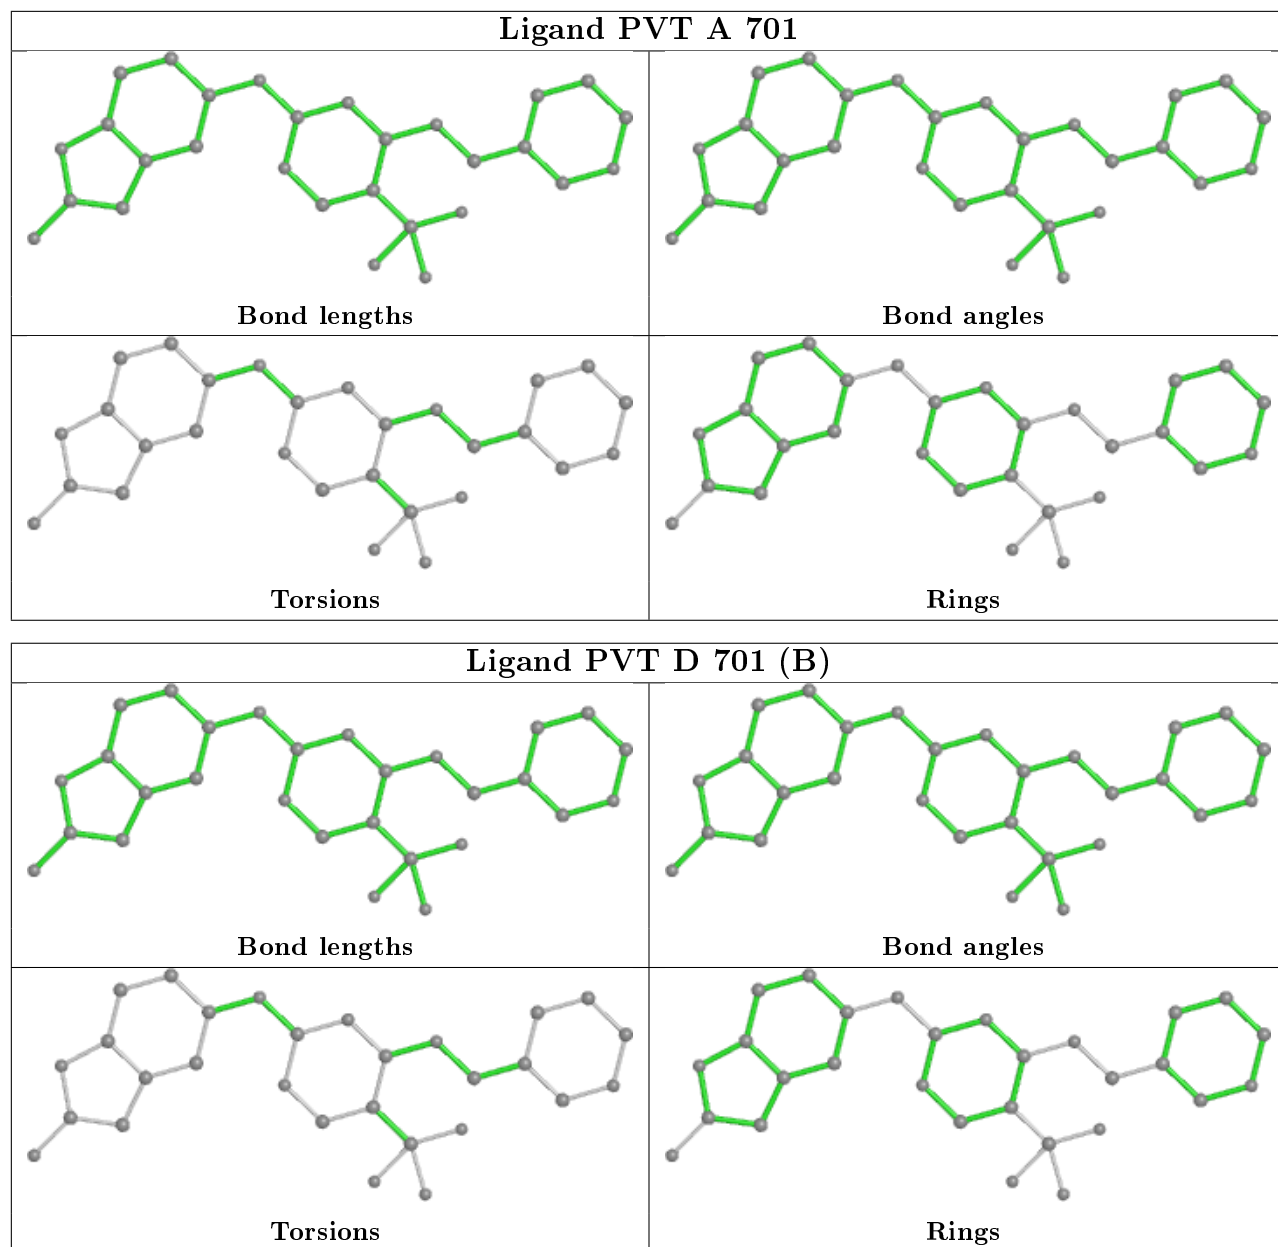 Ligand PVT A 701
Bond lengths
Bond angles
Torsions
Rings
Ligand PVT D 701 (B)
Bond lengths
Bond angles
Torsions
Rings